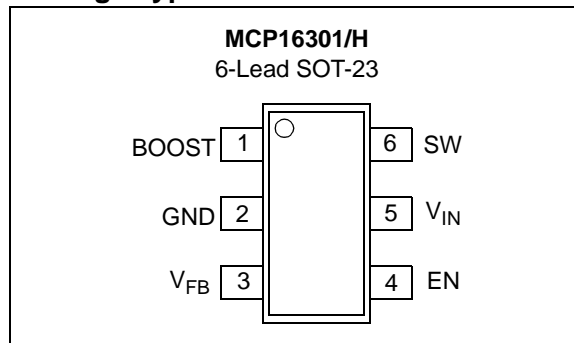 MCP16301/H
6-Lead SOT-23
BOOST 1 6 SW
GND 2 5 VIN
VFB 3 4 EN